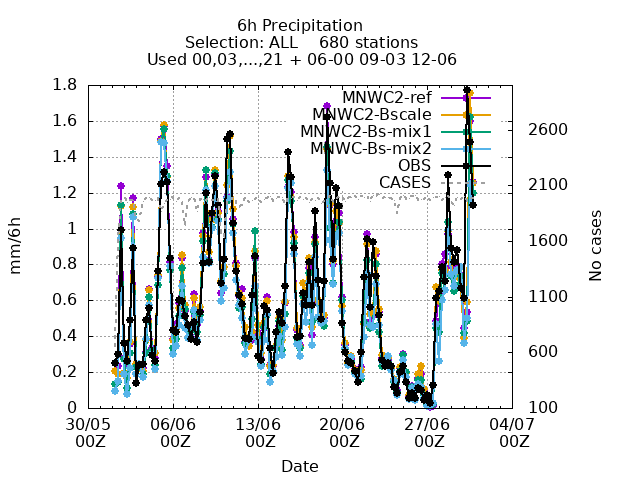 6h Precipitation
Selection: ALL 680 stations
Used 00,03,...,21 + 06-00 09-03 12-06
MNWC2-ref
MNWC2-Bscale
MNWC2-Bs-mix1
MNWC-Bs-mix2
OBS
CASES
1.8
1.6
1.4
1.2
1
0.8
0.6
0.4
0.2
0
mm/6h
2600
2100
1600
1100
600
100
No cases
30/05 06/06 13/06 20/06 27/06 04/07
00Z 00Z 00Z 00Z 00Z 00Z
Date